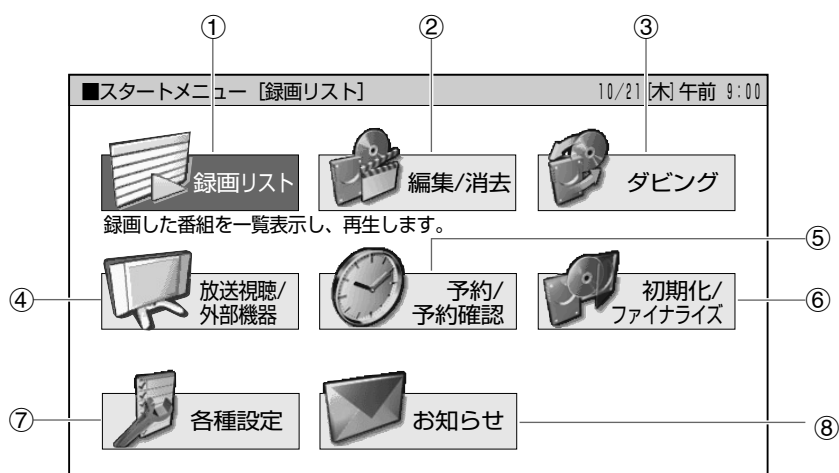 ① ② ③
■スタートメニュー［録画リスト］ 10/21[木]午前 9:00
録画リスト
編集/消去
ダビング
録画した番組を一覧表示し、再生します。
④
放送視聴/
外部機器
⑤
予約/
予約確認
⑥
初期化/
ファイナライズ
⑦
各種設定
お知らせ
⑧